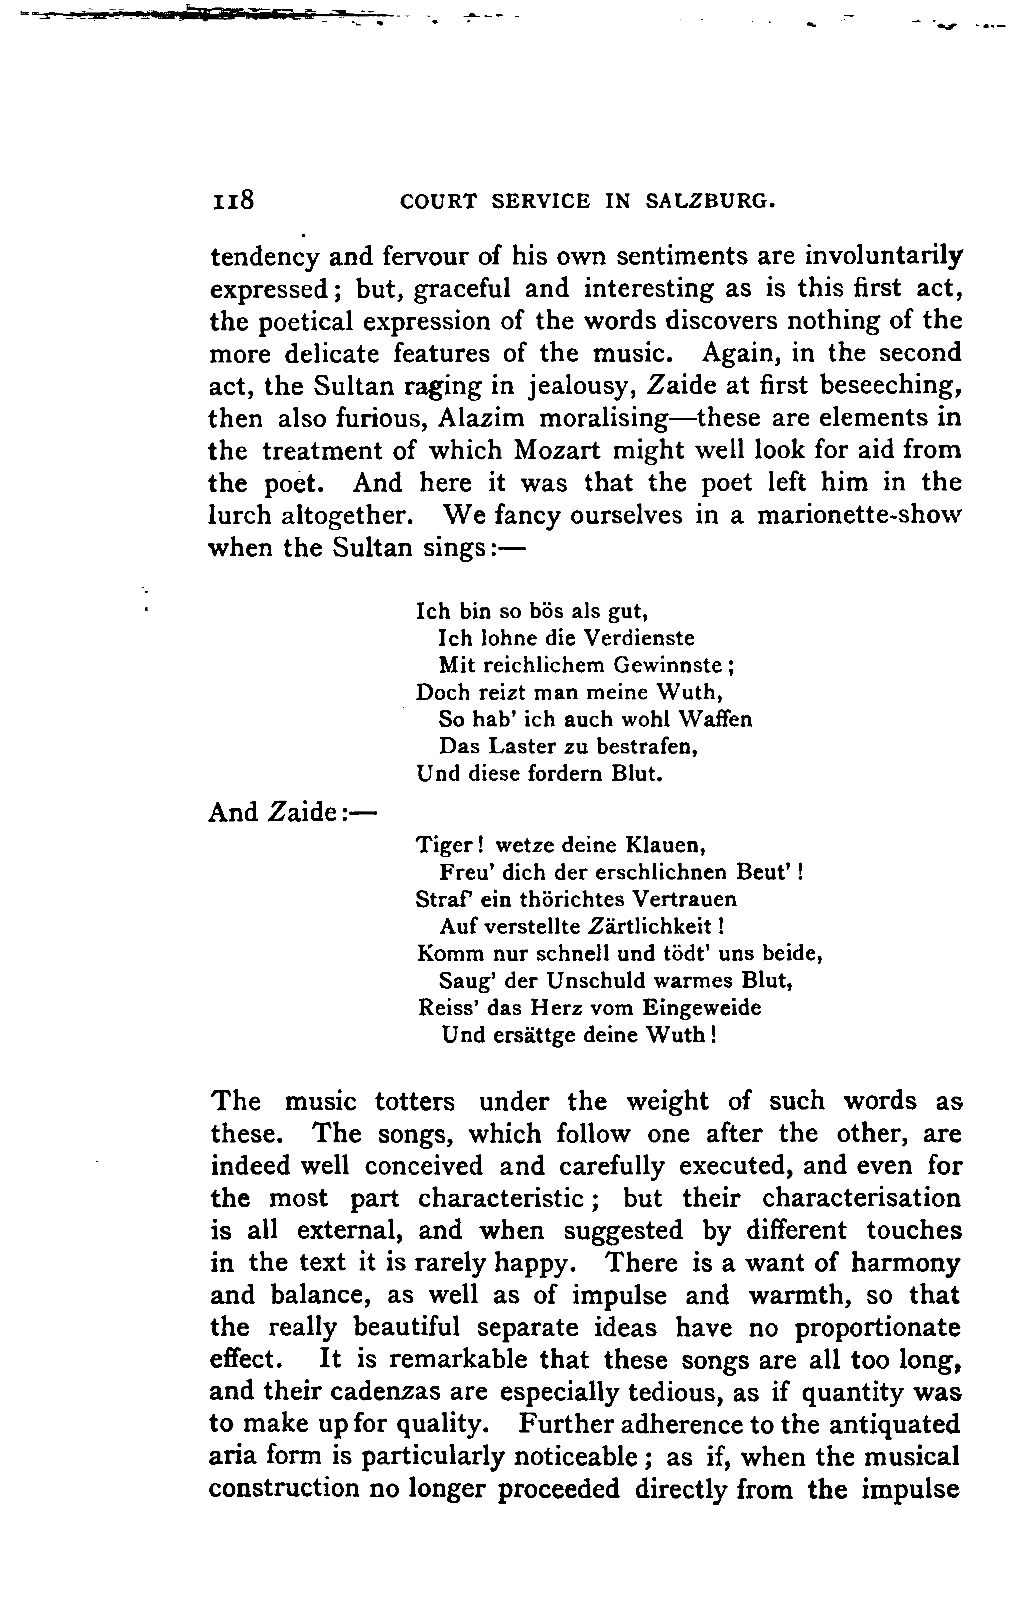 118 COURT SERVICE IN SALZBURG.
tendency and fervour of his own sentiments are involuntarily
expressed; but, graceful and interesting as is this first act,
the poetical expression of the words discovers nothing of the
more delicate features of the music. Again, in the second
act, the Sultan raging in jealousy, Zaide at first beseeching,
then also furious, Alazim moralising—these are elements in
the treatment of which Mozart might well look for aid from
the poet. And here it was that the poet left him in the
lurch altogether. We fancy ourselves in a marionette-show
when the Sultan sings:—
Ich bin so bös als gut,
Ich lohne die Verdienste
Mit reichlichem Gewinnste;
Doch reizt man meine Wuth,
So hab' ich auch wohl Waffen
Das Laster zu bestrafen,
Und diese fordern Blut.
And Zaide:—
Tiger! wetze deine Klauen,
Freu' dich der erschlichnen Beut'!
Straf' ein thörichtes Vertrauen
Auf verstellte Zärtlichkeit!
Komm nur schnell und tödt' uns beide,
Saug' der Unschuld warmes Blut,
Reiss' das Herz vom Eingeweide
Und ersättge deine Wuth!
The music totters under the weight of such words as
these. The songs, which follow one after the other, are
indeed well conceived and carefully executed, and even for
the most part characteristic; but their characterisation
is all external, and when suggested by different touches
in the text it is rarely happy. There is a want of harmony
and balance, as well as of impulse and warmth, so that
the really beautiful separate ideas have no proportionate
effect. It is remarkable that these songs are all too long,
and their cadenzas are especially tedious, as if quantity was
to make up for quality. Further adherence to the antiquated
aria form is particularly noticeable; as if, when the musical
construction no longer proceeded directly from the impulse